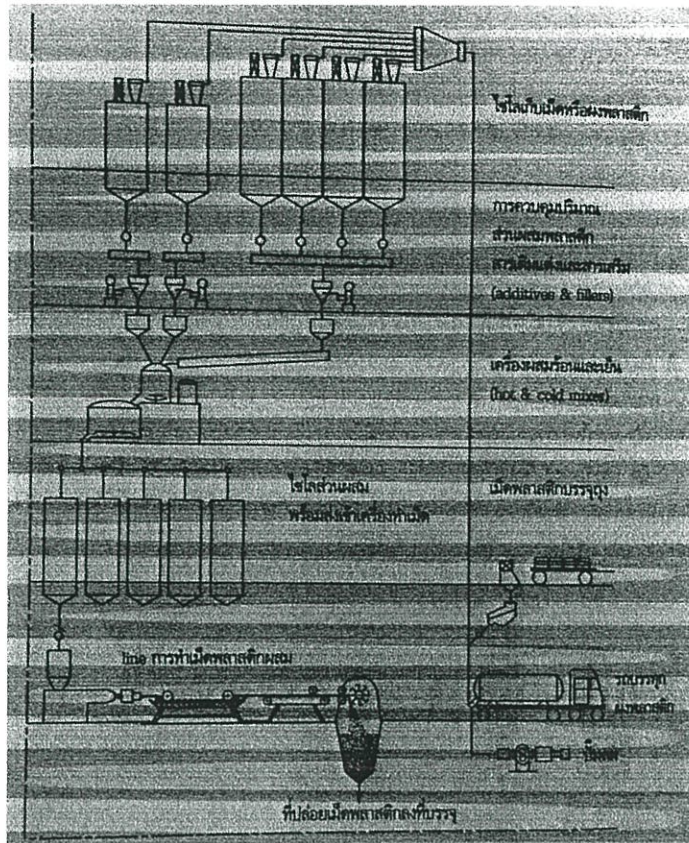 ไซโลเก็บเม็ดหรือผงพลาสติก
การควบคุมปริมาณ
ส่วนผสมพลาสติก
สารเติมแต่งและสารเสริม
(additives & fillers)
เครื่องผสมร้อนและเย็น
(hot & cold mixes)
ไซโลส่วนผสม
พร้อมส่งเข้าเครื่องทำเม็ด
เม็ดพลาสติกบรรจุถุง
line การทำเม็ดพลาสติกผสม
รถบรรทุก
ผงพลาสติก
ปั๊มลม
ที่ปล่อยเม็ดพลาสติกลงที่บรรจุ